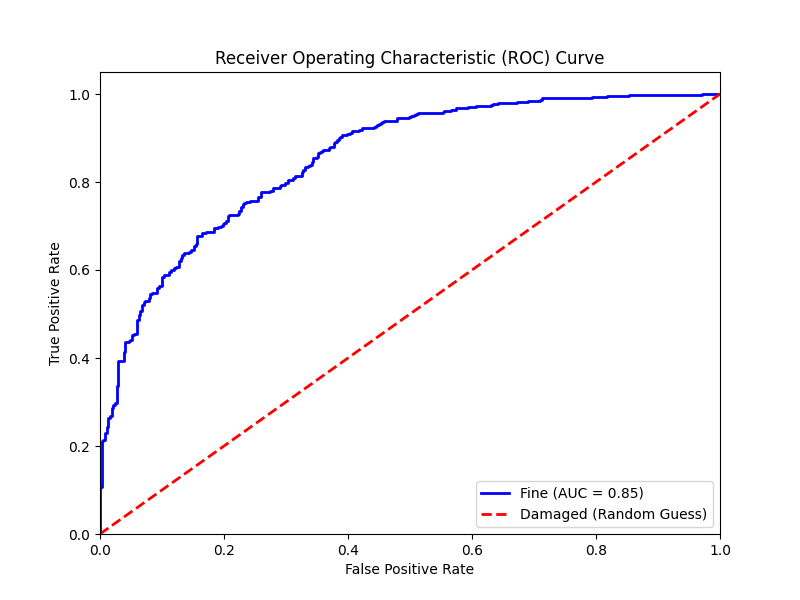 Receiver Operating Characteristic (ROC) Curve
True Positive Rate
1.0
0.8
0.6
0.4
0.2
0.0
Fine (AUC = 0.85)
Damaged (Random Guess)
0.0 0.2 0.4 0.6 0.8 1.0
False Positive Rate